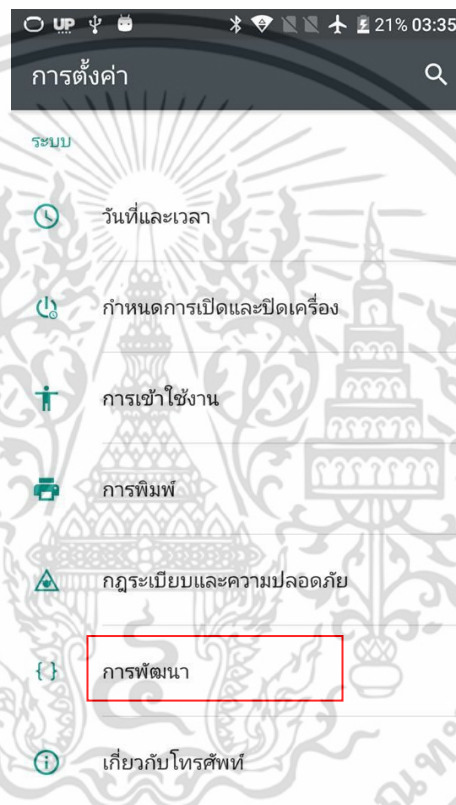 UP 21% 03:35
การตั้งค่า
ระบบ
วันที่และเวลา
กำหนดการเปิดและปิดเครื่อง
การเข้าใช้งาน
การพิมพ์
กฎระเบียบและความปลอดภัย
{ } การพัฒนา
เกี่ยวกับโทรศัพท์